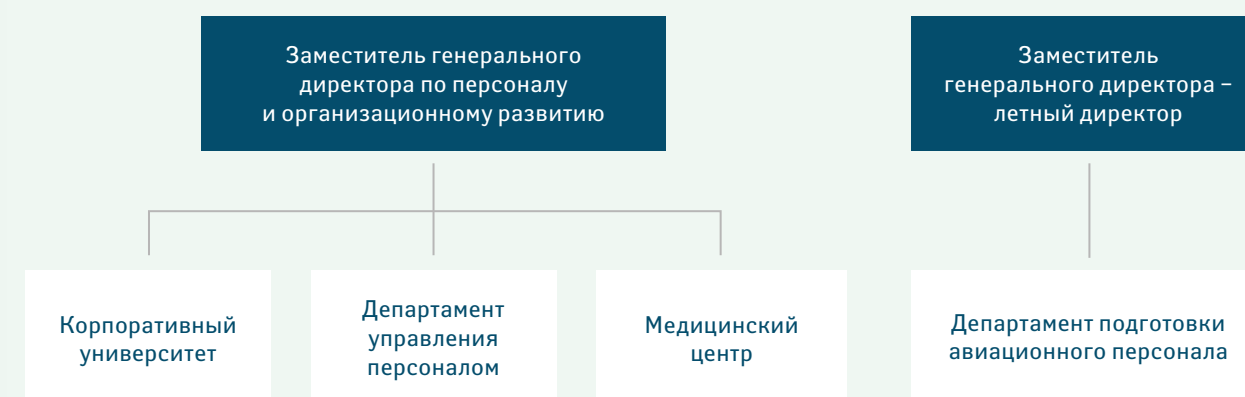 Заместитель генерального
директора по персоналу
и организационному развитию
Заместитель
генерального директора –
летный директор
Корпоративный
университет
Департамент
управления
персоналом
Медицинский
центр
Департамент подготовки
авиационного персонала